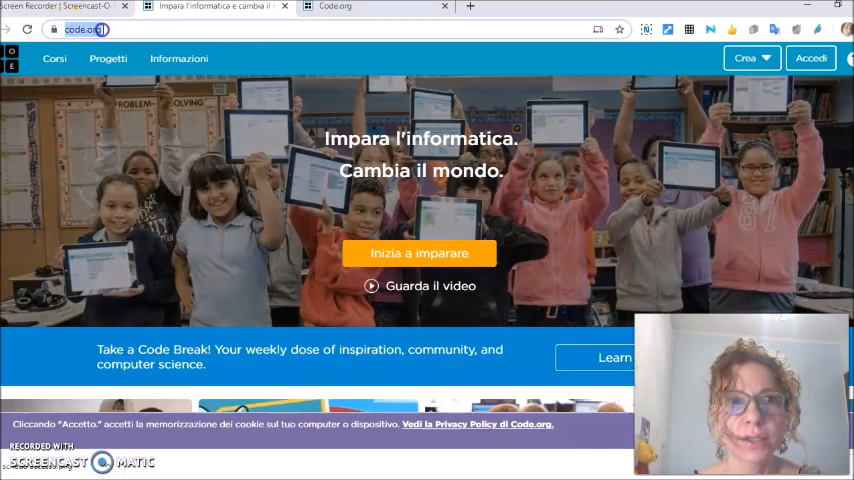 Screen Recorder | Screencast-O-
Impara l'informatica e cambia il
Code.org
code.org
O
E
Corsi
Progetti
Informazioni
Crea
Accedi
PROBLEM
SOLVING
Impara l'informatica.
Cambia il mondo.
Inizia a imparare
Guarda il video
Take a Code Break! Your weekly dose of inspiration, community, and
computer science.
Learn
Cliccando "Accetto." accetti la memorizzazione dei cookie sul tuo computer o dispositivo. Vedi la Privacy Policy di Code.org.
RECORDED WITH
SCREENCAST MATIC